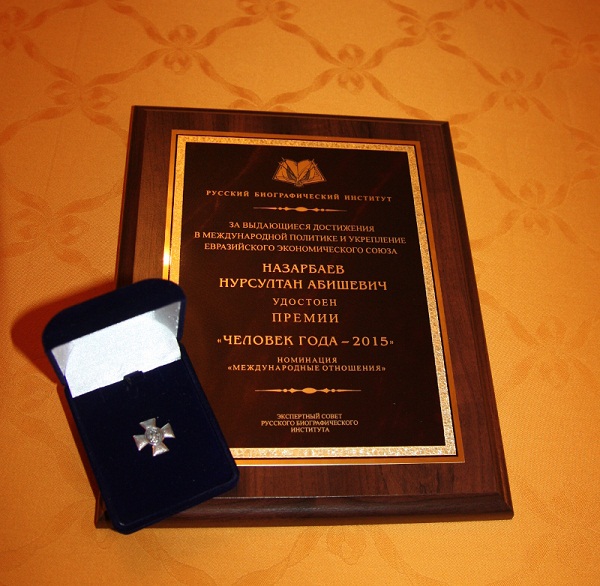 РУССКИЙ БИОГРАФИЧЕСКИЙ ИНСТИТУТ
ЗА ВЫДАЮЩИЕСЯ ДОСТИЖЕНИЯ
В МЕЖДУНАРОДНОЙ ПОЛИТИКЕ И УКРЕПЛЕНИЕ
ЕВРАЗИЙСКОГО ЭКОНОМИЧЕСКОГО СОЮЗА
НАЗАРБАЕВ
НУРСУЛТАН АБИШЕВИЧ
УДОСТОЕН
ПРЕМИИ
«ЧЕЛОВЕК ГОДА – 2015»
НОМИНАЦИЯ
«МЕЖДУНАРОДНЫЕ ОТНОШЕНИЯ»
ЭКСПЕРТНЫЙ СОВЕТ
РУССКОГО БИОГРАФИЧЕСКОГО
ИНСТИТУТА